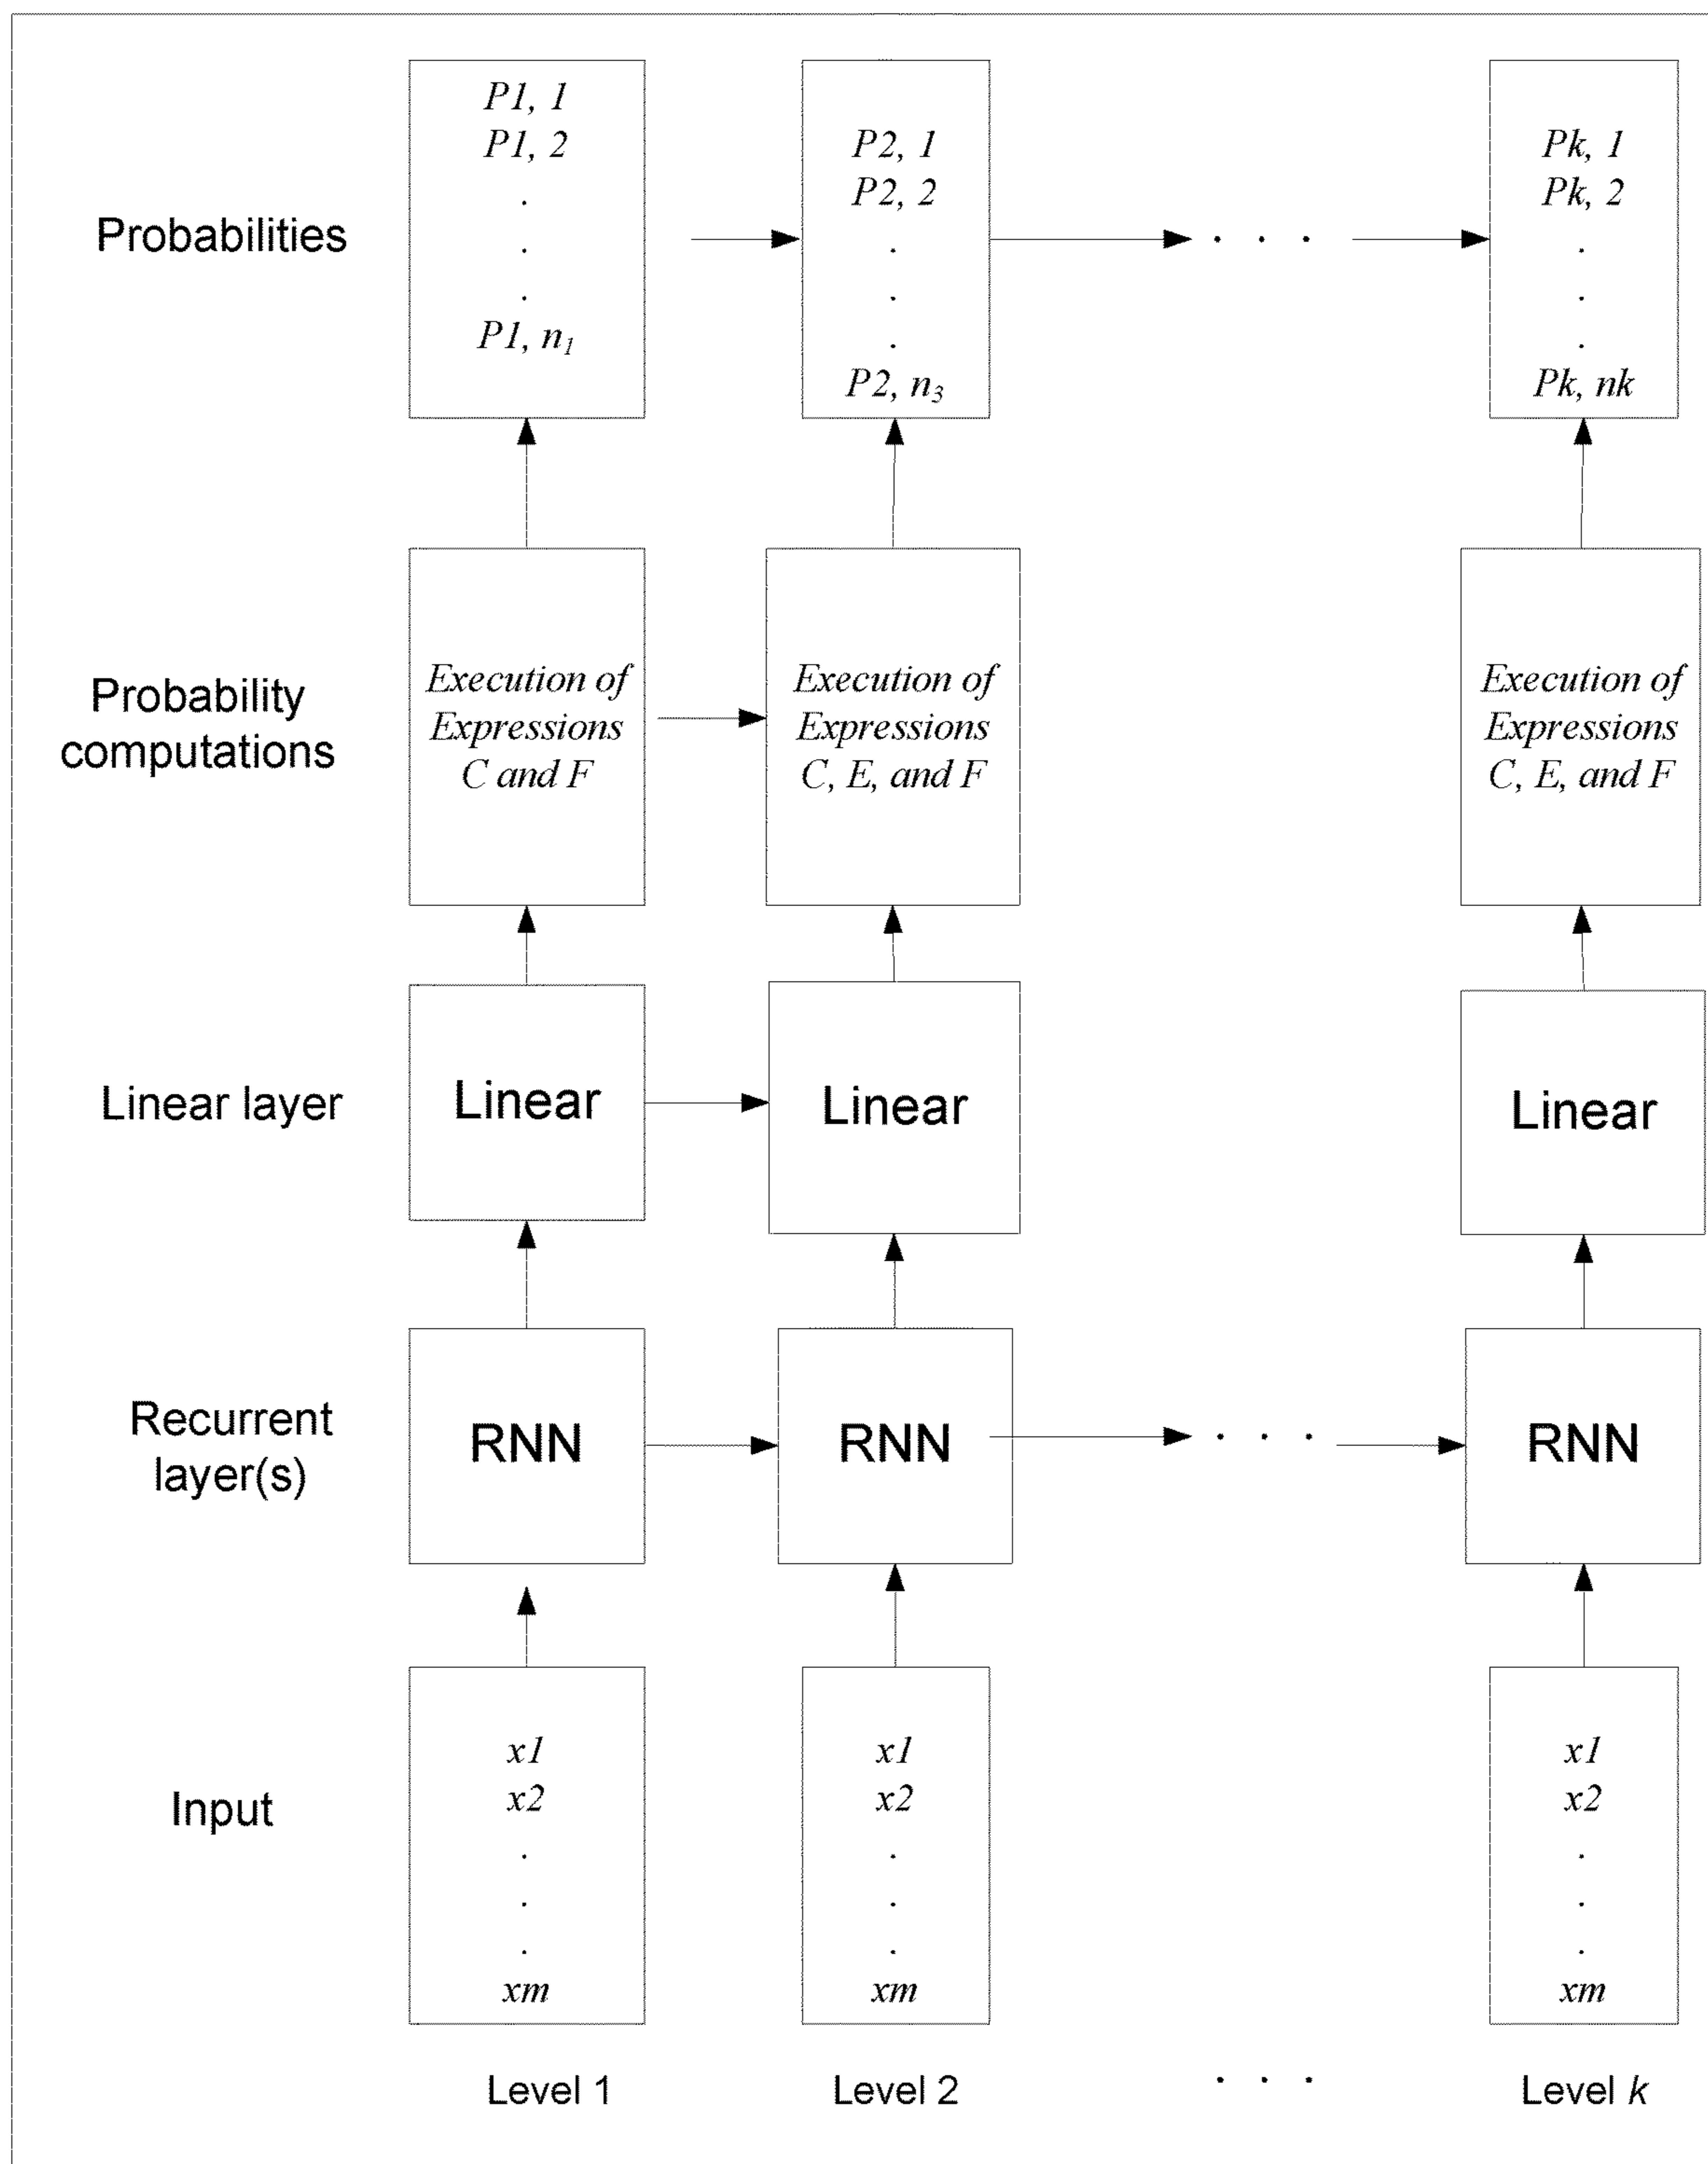 Probabilities
P1, 1
P1, 2
.
.
.
P1, n₁
P2, 1
P2, 2
.
.
.
P2, n₃
. . .
Pk, 1
Pk, 2
.
.
.
Pk, nk
Probability
computations
Execution of
Expressions
C and F
Execution of
Expressions
C, E, and F
Execution of
Expressions
C, E, and F
Linear layer
Linear
Linear
Linear
Recurrent
layer(s)
RNN
RNN
. . .
RNN
Input
x1
x2
.
.
.
xm
x1
x2
.
.
.
xm
x1
x2
.
.
.
xm
Level 1
Level 2
. . .
Level k